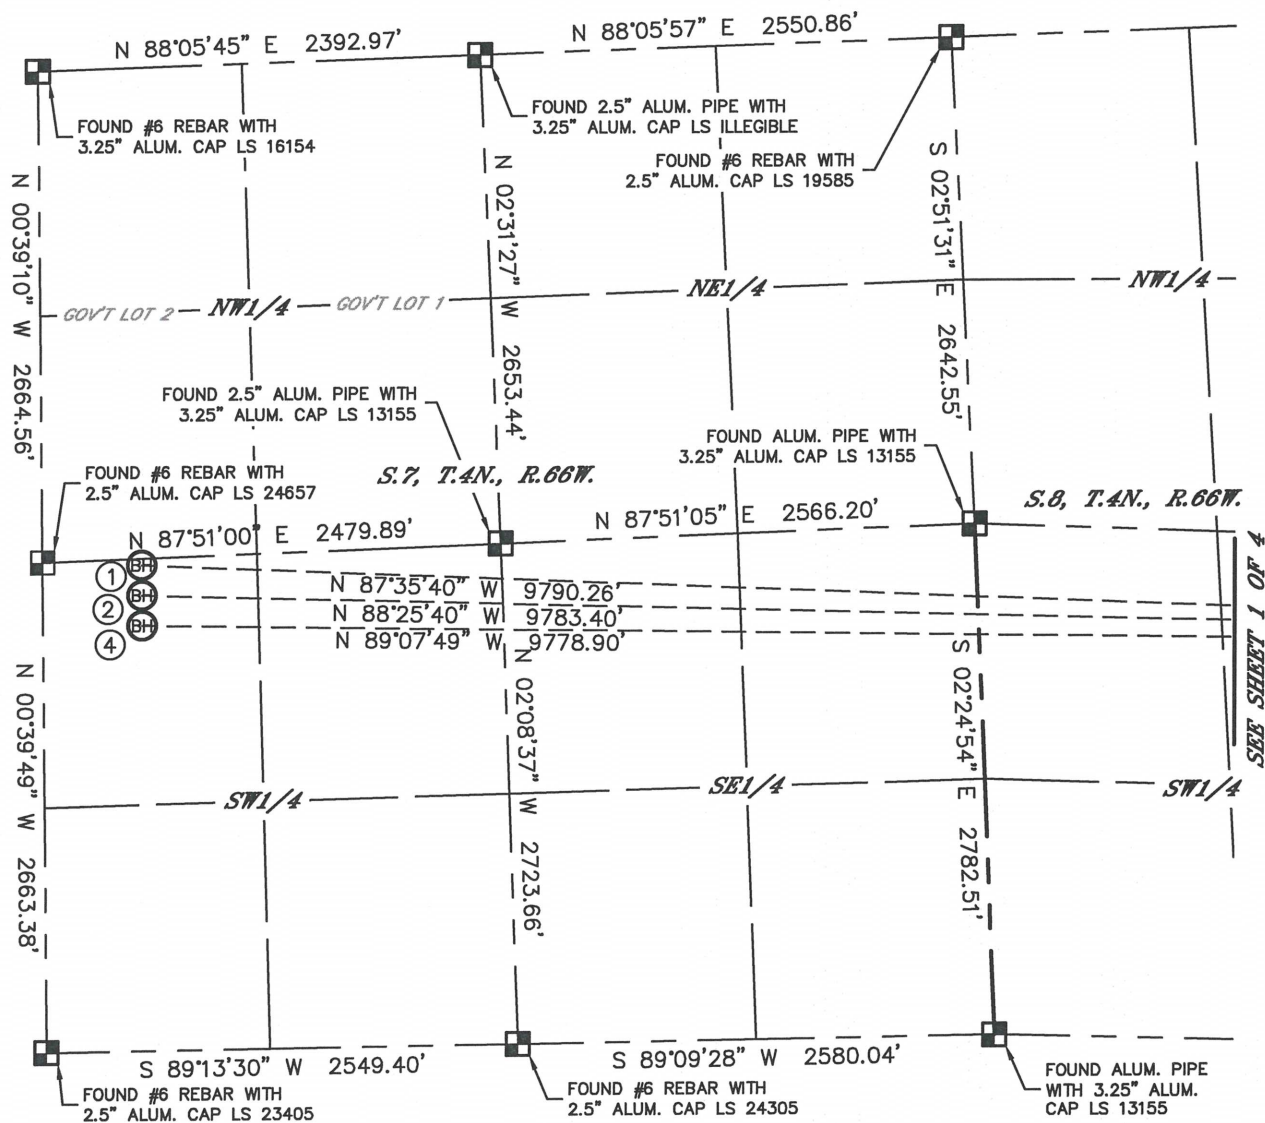 N 88°05'45" E 2392.97'
N 88°05'57" E 2550.86'
FOUND #6 REBAR WITH
3.25" ALUM. CAP LS 16154
FOUND 2.5" ALUM. PIPE WITH
3.25" ALUM. CAP LS ILLEGIBLE
FOUND #6 REBAR WITH
2.5" ALUM. CAP LS 19585
N 00°39'10" W 2664.56'
N 02°31'27" W 2653.44'
S 02°51'31" E 2642.55'
GOV'T LOT 2
NW1/4
GOV'T LOT 1
NE1/4
NW1/4
FOUND 2.5" ALUM. PIPE WITH
3.25" ALUM. CAP LS 13155
FOUND ALUM. PIPE WITH
3.25" ALUM. CAP LS 13155
FOUND #6 REBAR WITH
2.5" ALUM. CAP LS 24657
S.7, T.4N., R.66W.
S.8, T.4N., R.66W.
N 87°51'00" E 2479.89'
N 87°51'05" E 2566.20'
1
BH
N 87°35'40" W 9790.26'
2
BH
N 88°25'40" W 9783.40'
4
BH
N 89°07'49" W 9778.90'
SEE SHEET 1 OF 4
N 00°39'49" W 2663.38'
N 02°08'37" W 2723.66'
S 02°24'54" E 2782.51'
SW1/4
SE1/4
SW1/4
S 89°13'30" W 2549.40'
S 89°09'28" W 2580.04'
FOUND #6 REBAR WITH
2.5" ALUM. CAP LS 23405
FOUND #6 REBAR WITH
2.5" ALUM. CAP LS 24305
FOUND ALUM. PIPE
WITH 3.25" ALUM.
CAP LS 13155